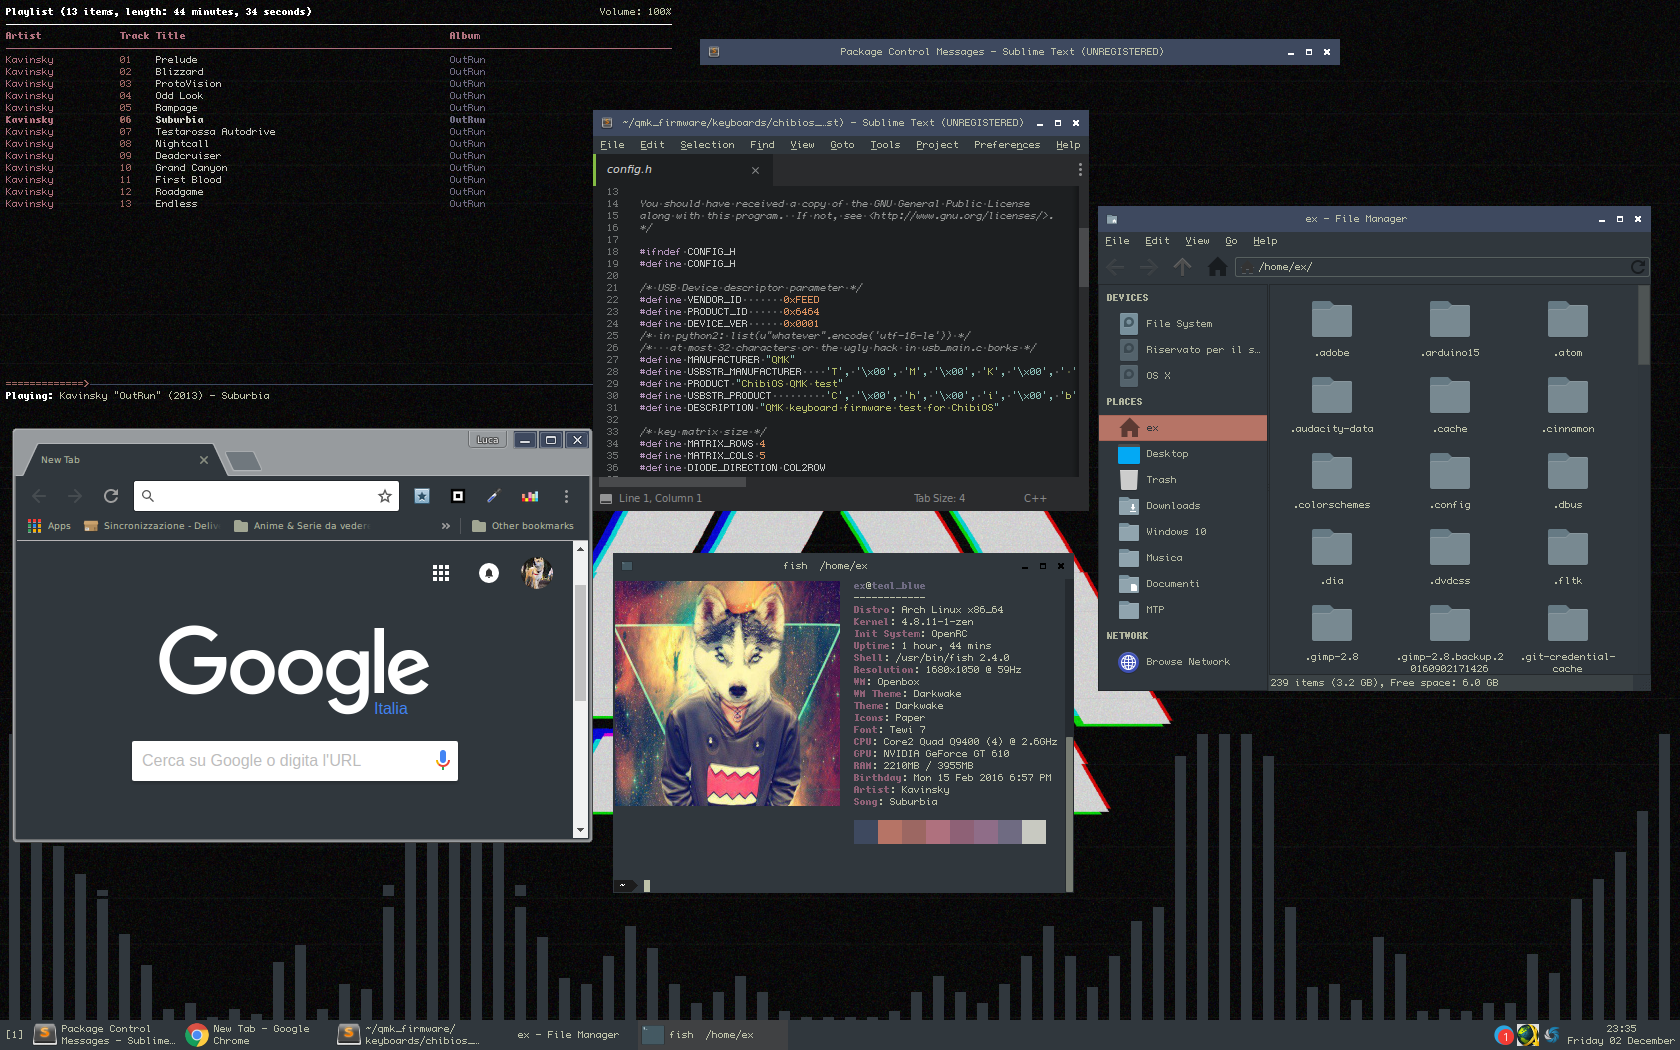 Playlist (13 items, length: 44 minutes, 34 seconds) Volume: 100%
Artist Track Title Album
Kavinsky 01 Prelude OutRun
Kavinsky 02 Blizzard OutRun
Kavinsky 03 ProtoVision OutRun
Kavinsky 04 Odd Look OutRun
Kavinsky 05 Rampage OutRun
Kavinsky 06 Suburbia OutRun
Kavinsky 07 Testarossa Autodrive OutRun
Kavinsky 08 Nightcall OutRun
Kavinsky 09 Deadcruiser OutRun
Kavinsky 10 Grand Canyon OutRun
Kavinsky 11 First Blood OutRun
Kavinsky 12 Roadgame OutRun
Kavinsky 13 Endless OutRun
=============>
Playing: Kavinsky "OutRun" (2013) - Suburbia
Package Control Messages - Sublime Text (UNREGISTERED)
~/qmk_firmware/keyboards/chibios_…st) - Sublime Text (UNREGISTERED)
File Edit Selection Find View Goto Tools Project Preferences Help
config.h
13
14 You should have received a copy of the GNU General Public License
15 along with this program. If not, see <http://www.gnu.org/licenses/>.
16 */
17
18 #ifndef CONFIG_H
19 #define CONFIG_H
20
21 /* USB Device descriptor parameter */
22 #define VENDOR_ID 0xFEED
23 #define PRODUCT_ID 0x6464
24 #define DEVICE_VER 0x0001
25 /* in python2: list(u"whatever".encode('utf-16-le')) */
26 /* at most 32 characters or the ugly hack in usb_main.c borks */
27 #define MANUFACTURER "QMK"
28 #define USBSTR_MANUFACTURER 'T', '\x00', 'M', '\x00', 'K', '\x00', '
29 #define PRODUCT "ChibiOS QMK test"
30 #define USBSTR_PRODUCT 'C', '\x00', 'h', '\x00', 'i', '\x00', 'b'
31 #define DESCRIPTION "QMK keyboard firmware test for ChibiOS"
32
33 /* key matrix size */
34 #define MATRIX_ROWS 4
35 #define MATRIX_COLS 5
36 #define DIODE_DIRECTION COL2ROW
Line 1, Column 1 Tab Size: 4 C++
ex - File Manager
File Edit View Go Help
/home/ex/
DEVICES
File System
Riservato per il s…
OS X
PLACES
ex
Desktop
Trash
Downloads
Windows 10
Musica
Documenti
MTP
NETWORK
Browse Network
.adobe .arduino15 .atom
.audacity-data .cache .cinnamon
.colorschemes .config .dbus
.dia .dvdcss .fltk
.gimp-2.8 .gimp-2.8.backup.2 .git-credential-
0160902171426 cache
239 items (3.2 GB), Free space: 6.0 GB
Luca
New Tab
Apps Sincronizzazione - Deliv Anime & Serie da veder » Other bookmarks
Google
Italia
Cerca su Google o digita l'URL
fish /home/ex
ex@teal_blue
------------
Distro: Arch Linux x86_64
Kernel: 4.8.11-1-zen
Init System: OpenRC
Uptime: 1 hour, 44 mins
Shell: /usr/bin/fish 2.4.0
Resolution: 1680x1050 @ 59Hz
WM: Openbox
WM Theme: Darkwake
Theme: Darkwake
Icons: Paper
Font: Tewi 7
CPU: Core2 Quad Q9400 (4) @ 2.6GHz
GPU: NVIDIA GeForce GT 610
RAM: 2210MB / 3955MB
Birthday: Mon 15 Feb 2016 6:57 PM
Artist: Kavinsky
Song: Suburbia
~
[1] Package Control
Messages - Sublime…
New Tab - Google
Chrome
~/qmk_firmware/
keyboards/chibios_…
ex - File Manager
fish /home/ex
1
23:35
Friday 02 December